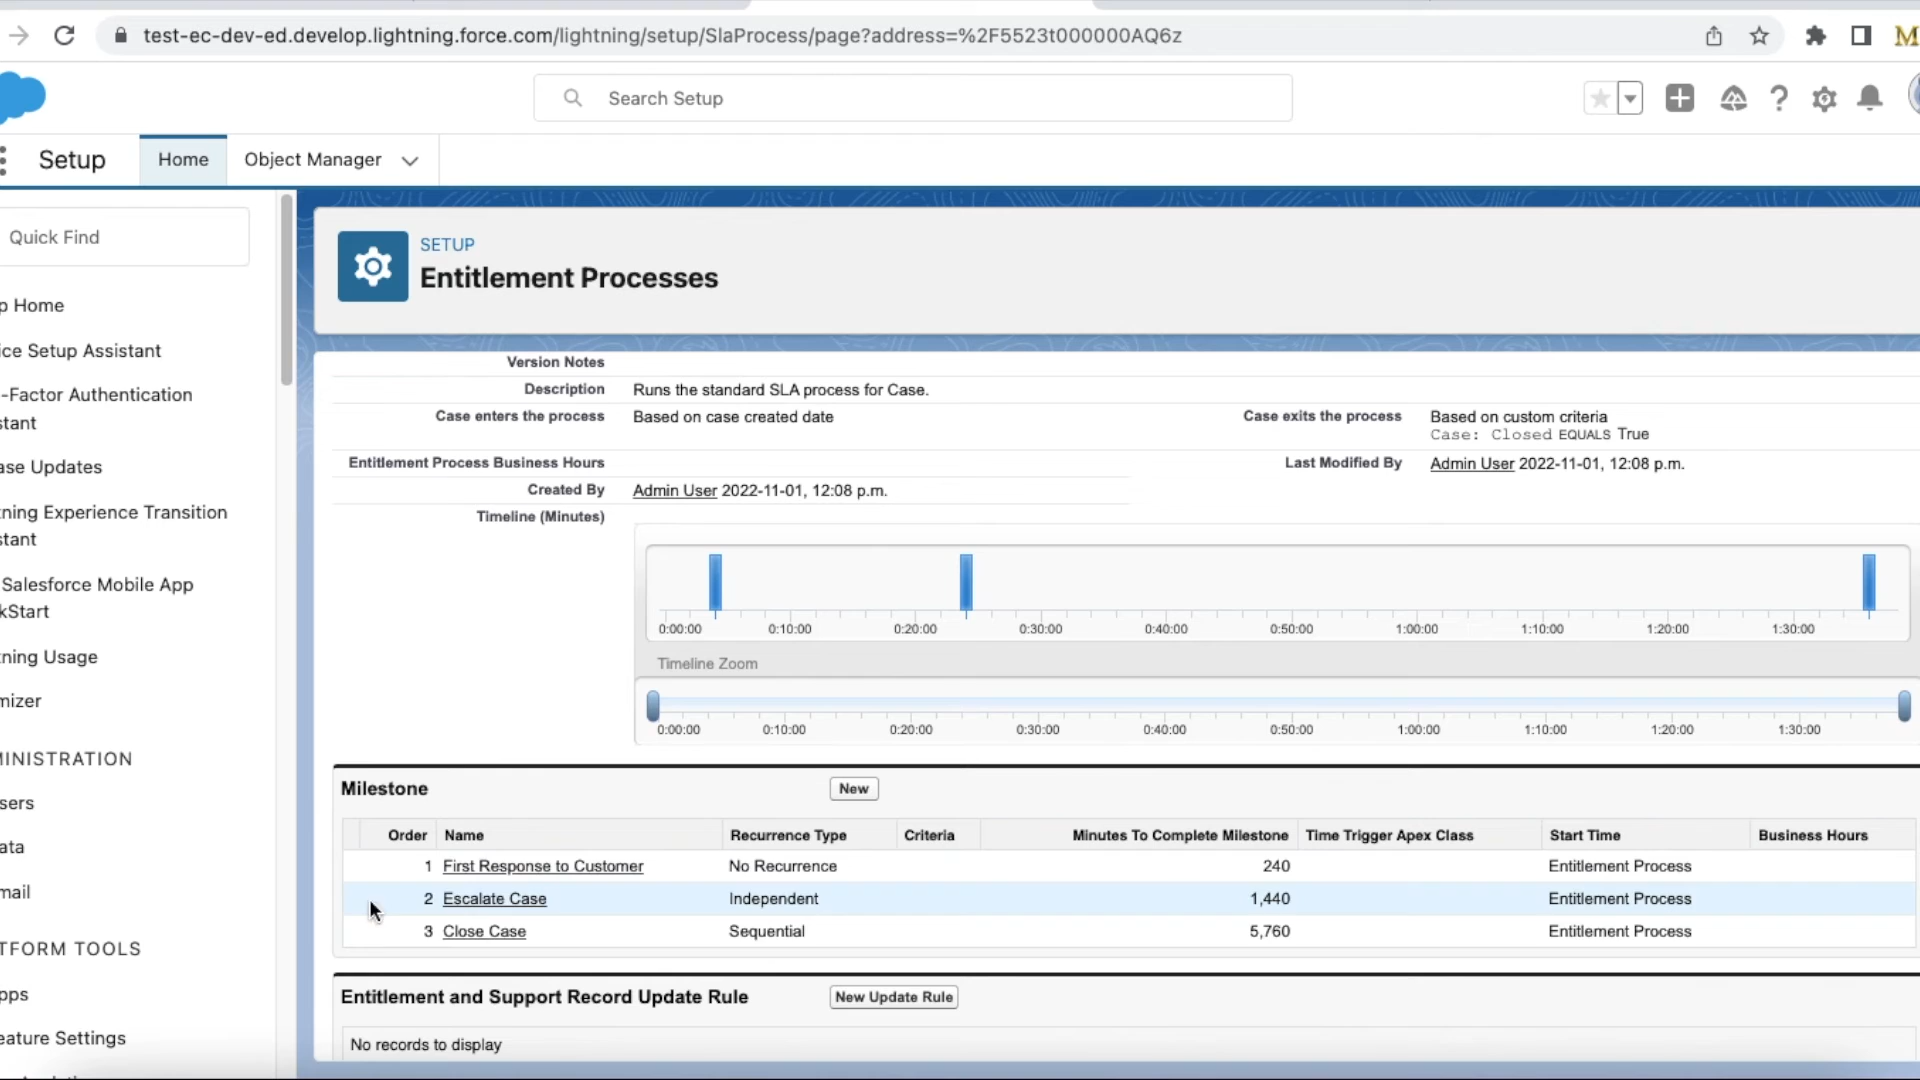 test-ec-dev-ed.develop.lightning.force.com/lightning/setup/SlaProcess/page?address=%2F5523t000000AQ6z
M
Search Setup
Setup
Home
Object Manager
Quick Find
p Home
ice Setup Assistant
-Factor Authentication
stant
ase Updates
tning Experience Transition
stant
Salesforce Mobile App
kStart
tning Usage
mizer
MINISTRATION
sers
ata
mail
TFORM TOOLS
pps
eature Settings
SETUP
Entitlement Processes
Version Notes
Description Runs the standard SLA process for Case.
Case enters the process Based on case created date
Case exits the process Based on custom criteria
Case: Closed EQUALS True
Entitlement Process Business Hours
Last Modified By Admin User 2022-11-01, 12:08 p.m.
Created By Admin User 2022-11-01, 12:08 p.m.
Timeline (Minutes)
0:00:00 0:10:00 0:20:00 0:30:00 0:40:00 0:50:00 1:00:00 1:10:00 1:20:00 1:30:00
Timeline Zoom
0:00:00 0:10:00 0:20:00 0:30:00 0:40:00 0:50:00 1:00:00 1:10:00 1:20:00 1:30:00
Milestone New
Order Name Recurrence Type Criteria Minutes To Complete Milestone Time Trigger Apex Class Start Time Business Hours
1 First Response to Customer No Recurrence 240 Entitlement Process
2 Escalate Case Independent 1,440 Entitlement Process
3 Close Case Sequential 5,760 Entitlement Process
Entitlement and Support Record Update Rule New Update Rule
No records to display